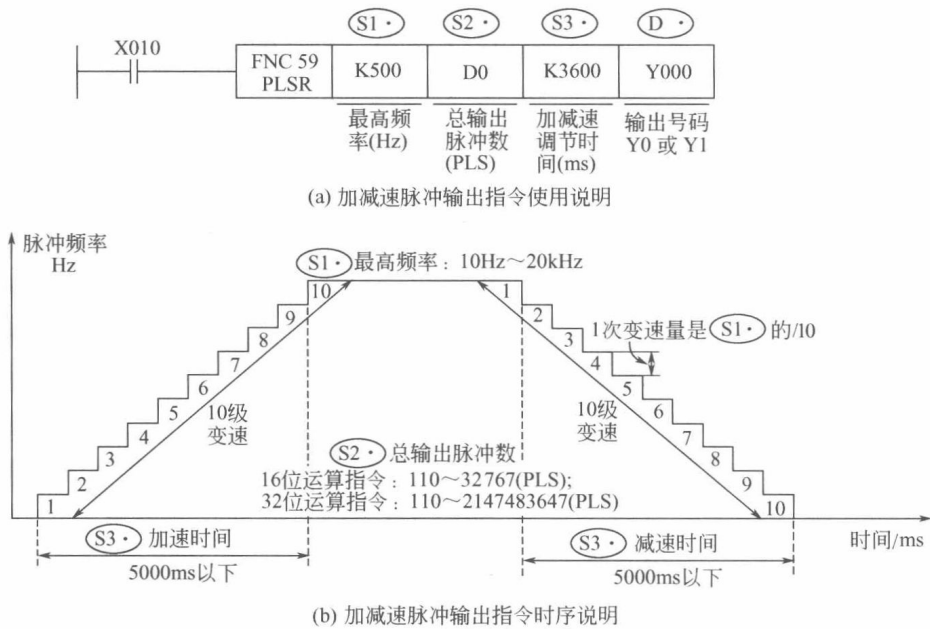 S1· S2· S3· D·
X010
FNC 59
PLSR
K500
D0
K3600
Y000
最高频
率(Hz)
总输出
脉冲数
(PLS)
加减速
调节时
间(ms)
输出号码
Y0 或 Y1
(a) 加减速脉冲输出指令使用说明
脉冲频率
Hz
S1· 最高频率：10Hz～20kHz
10
9
8
7
6
5
4
3
2
1
10级
变速
1
2
3
4
5
6
7
8
9
10
1次变速量是 S1· 的/10
10级
变速
S2· 总输出脉冲数
16位运算指令：110～32767(PLS);
32位运算指令：110～2147483647(PLS)
S3· 加速时间
5000ms以下
S3· 减速时间
5000ms以下
时间/ms
(b) 加减速脉冲输出指令时序说明